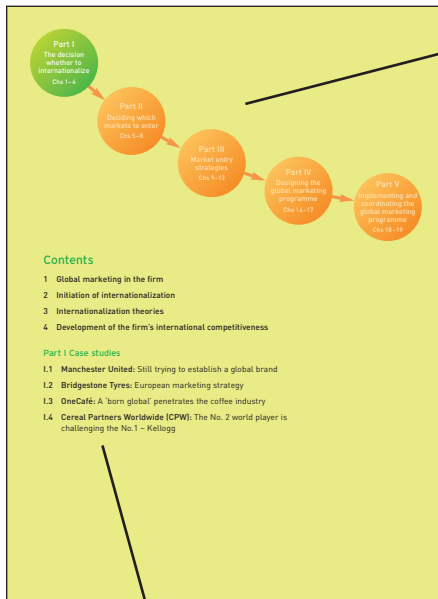 Part I
The decision
whether to
internationalize
Chs 1–4
Part II
Deciding which
markets to enter
Chs 5–8
Part III
Market entry
strategies
Chs 9–13
Part IV
Designing the
global marketing
programme
Chs 14–17
Part V
Implementing and
coordinating the
global marketing
programme
Chs 18–19
Contents
1 Global marketing in the firm
2 Initiation of internationalization
3 Internationalization theories
4 Development of the firm's international competitiveness
Part I Case studies
I.1 Manchester United: Still trying to establish a global brand
I.2 Bridgestone Tyres: European marketing strategy
I.3 OneCafé: A 'born global' penetrates the coffee industry
I.4 Cereal Partners Worldwide (CPW): The No. 2 world player is
challenging the No.1 – Kellogg